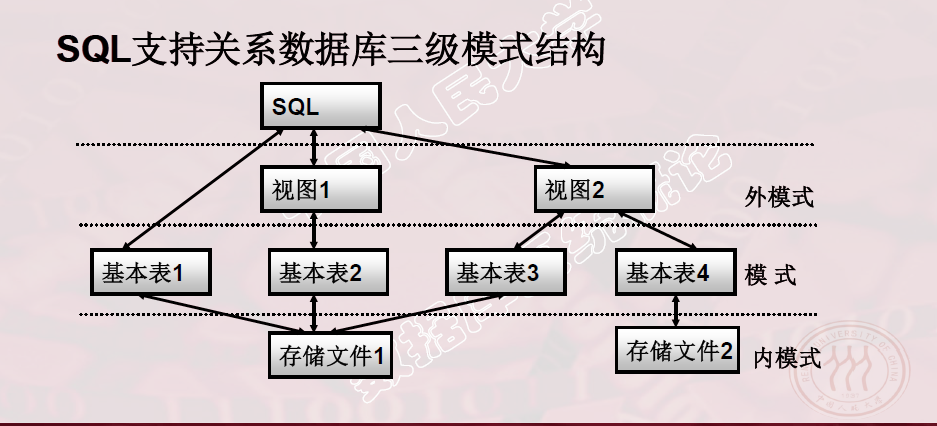 SQL支持关系数据库三级模式结构
SQL
视图1
视图2
外模式
基本表1
基本表2
基本表3
基本表4
模 式
存储文件1
存储文件2
内模式